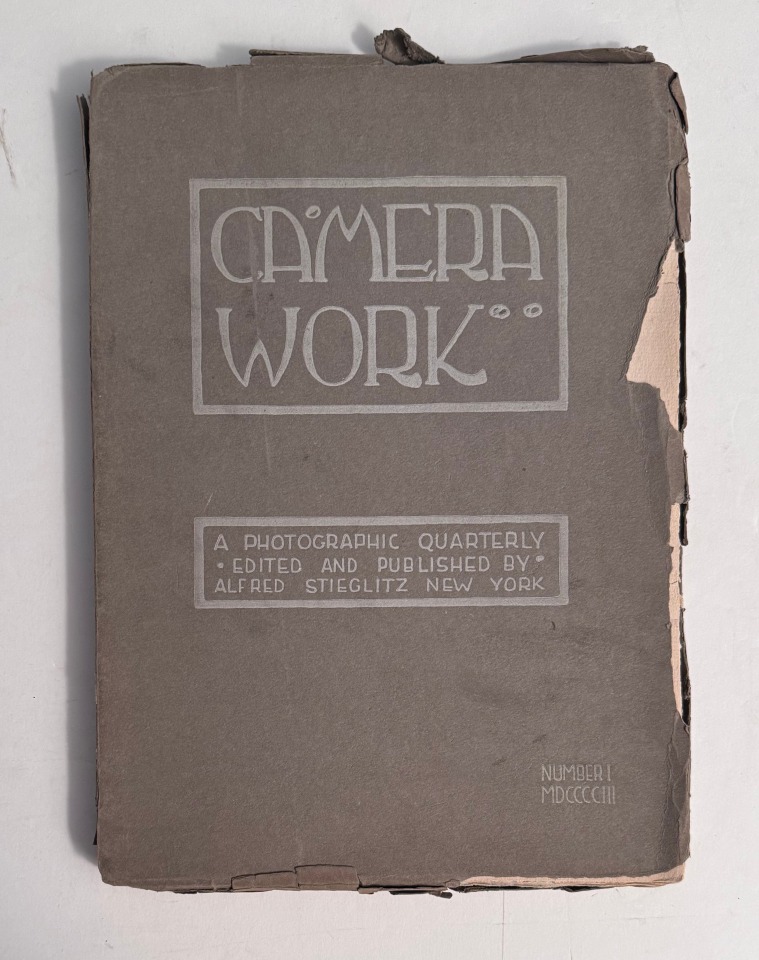 CAMERA
WORK
A PHOTOGRAPHIC QUARTERLY
· EDITED AND PUBLISHED BY ·
ALFRED STIEGLITZ NEW YORK
NUMBER I
MDCCCCIII